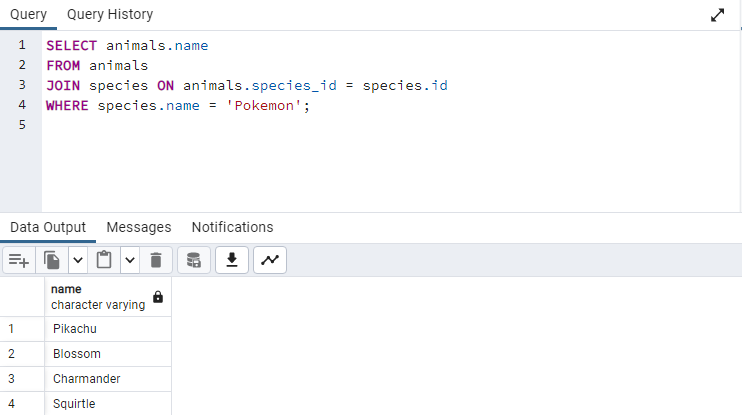 Query Query History
1 SELECT animals.name
2 FROM animals
3 JOIN species ON animals.species_id = species.id
4 WHERE species.name = 'Pokemon';
5
Data Output Messages Notifications
name
character varying
1 Pikachu
2 Blossom
3 Charmander
4 Squirtle